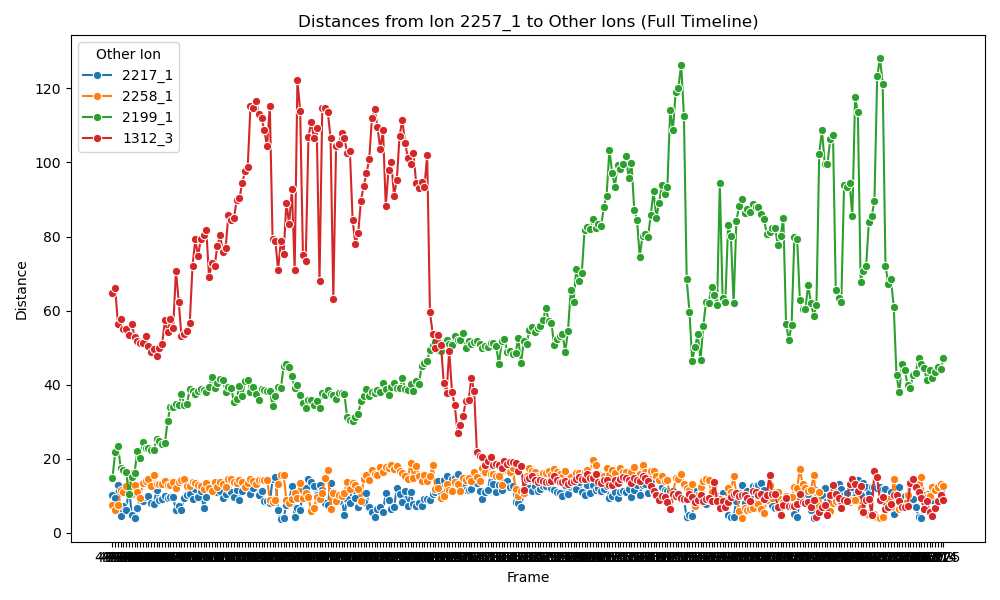 Distances from Ion 2257_1 to Other Ions (Full Timeline)
Other Ion
2217_1
2258_1
2199_1
1312_3
Distance
120
100
80
60
40
20
0
Frame